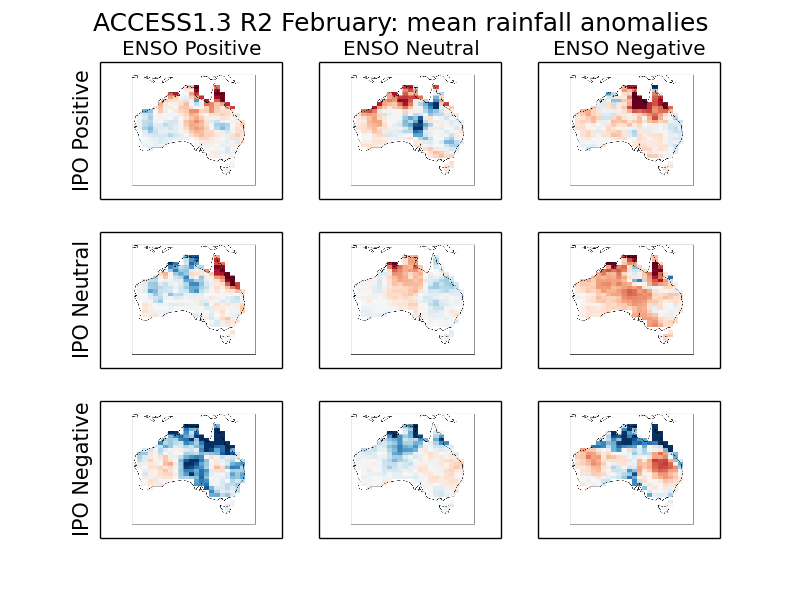 ACCESS1.3 R2 February: mean rainfall anomalies
ENSO Positive
ENSO Neutral
ENSO Negative
IPO Positive
IPO Neutral
IPO Negative